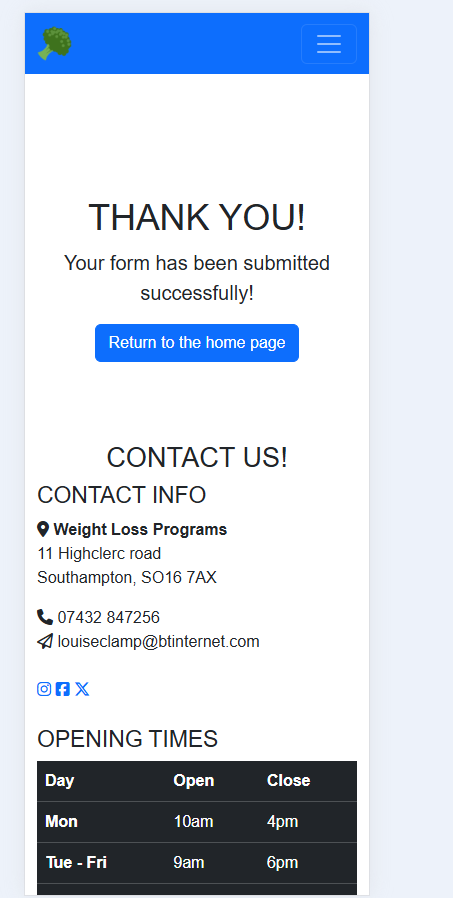 THANK YOU!
Your form has been submitted
successfully!
Return to the home page
CONTACT US!
CONTACT INFO
Weight Loss Programs
11 Highclerc road
Southampton, SO16 7AX
07432 847256
louiseclamp@btinternet.com
OPENING TIMES
Day Open Close
Mon 10am 4pm
Tue - Fri 9am 6pm